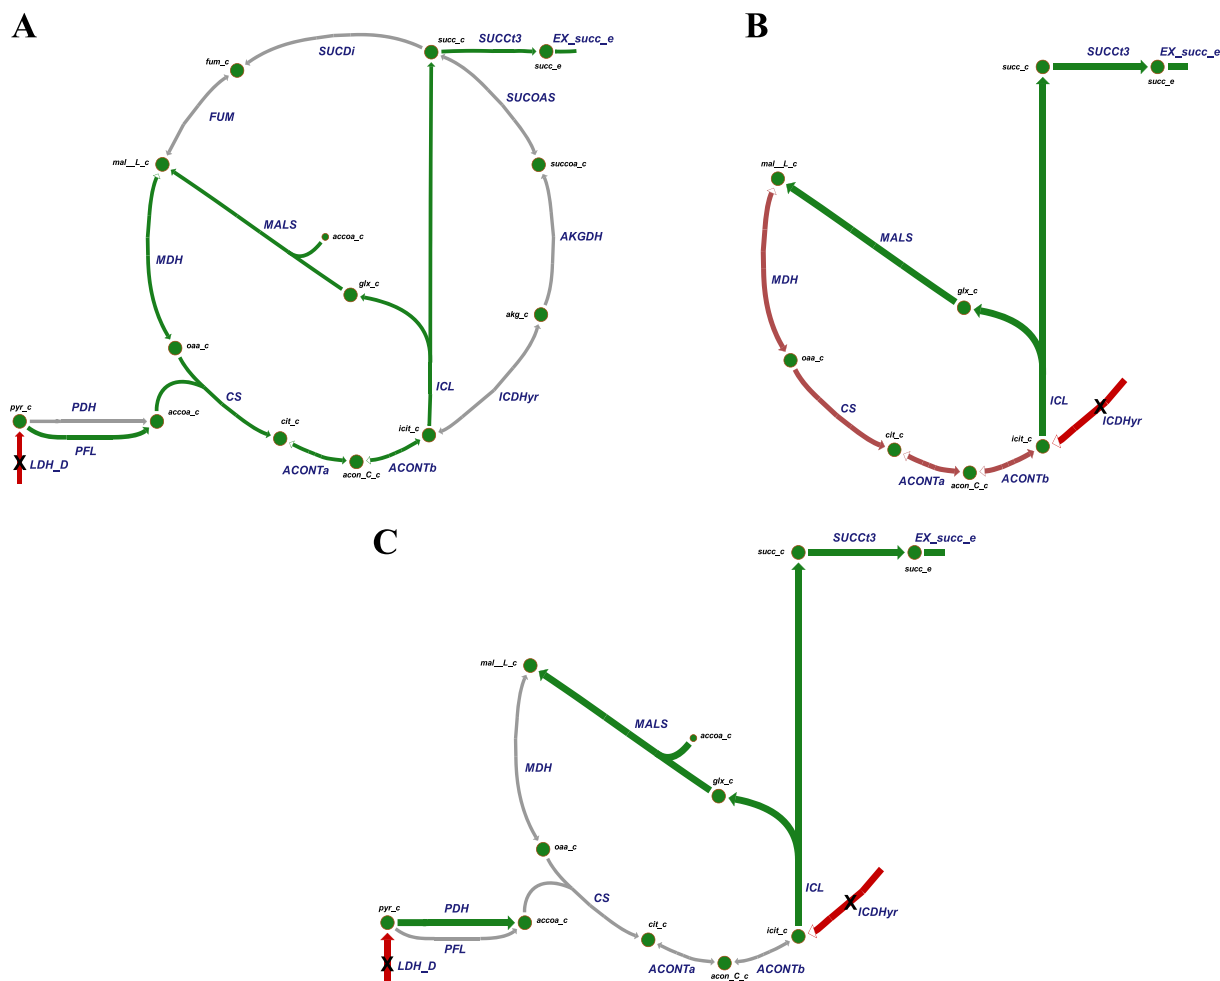 A
succ_c
SUCCt3
EX_succ_e
succ_e
SUCDi
fum_c
SUCOAS
FUM
mal__L_c
succoa_c
MALS
accoa_c
AKGDH
MDH
glx_c
akg_c
oaa_c
ICL
ICDHyr
CS
pyr_c
PDH
accoa_c
PFL
cit_c
icit_c
X LDH_D
ACONTa
acon_C_c
ACONTb
B
succ_c
SUCCt3
EX_succ_e
succ_e
mal__L_c
MALS
MDH
glx_c
oaa_c
ICL
X
ICDHyr
CS
cit_c
icit_c
ACONTa
acon_C_c
ACONTb
C
succ_c
SUCCt3
EX_succ_e
succ_e
mal__L_c
MALS
accoa_c
MDH
glx_c
oaa_c
ICL
X
ICDHyr
CS
pyr_c
PDH
accoa_c
PFL
cit_c
icit_c
X LDH_D
ACONTa
acon_C_c
ACONTb